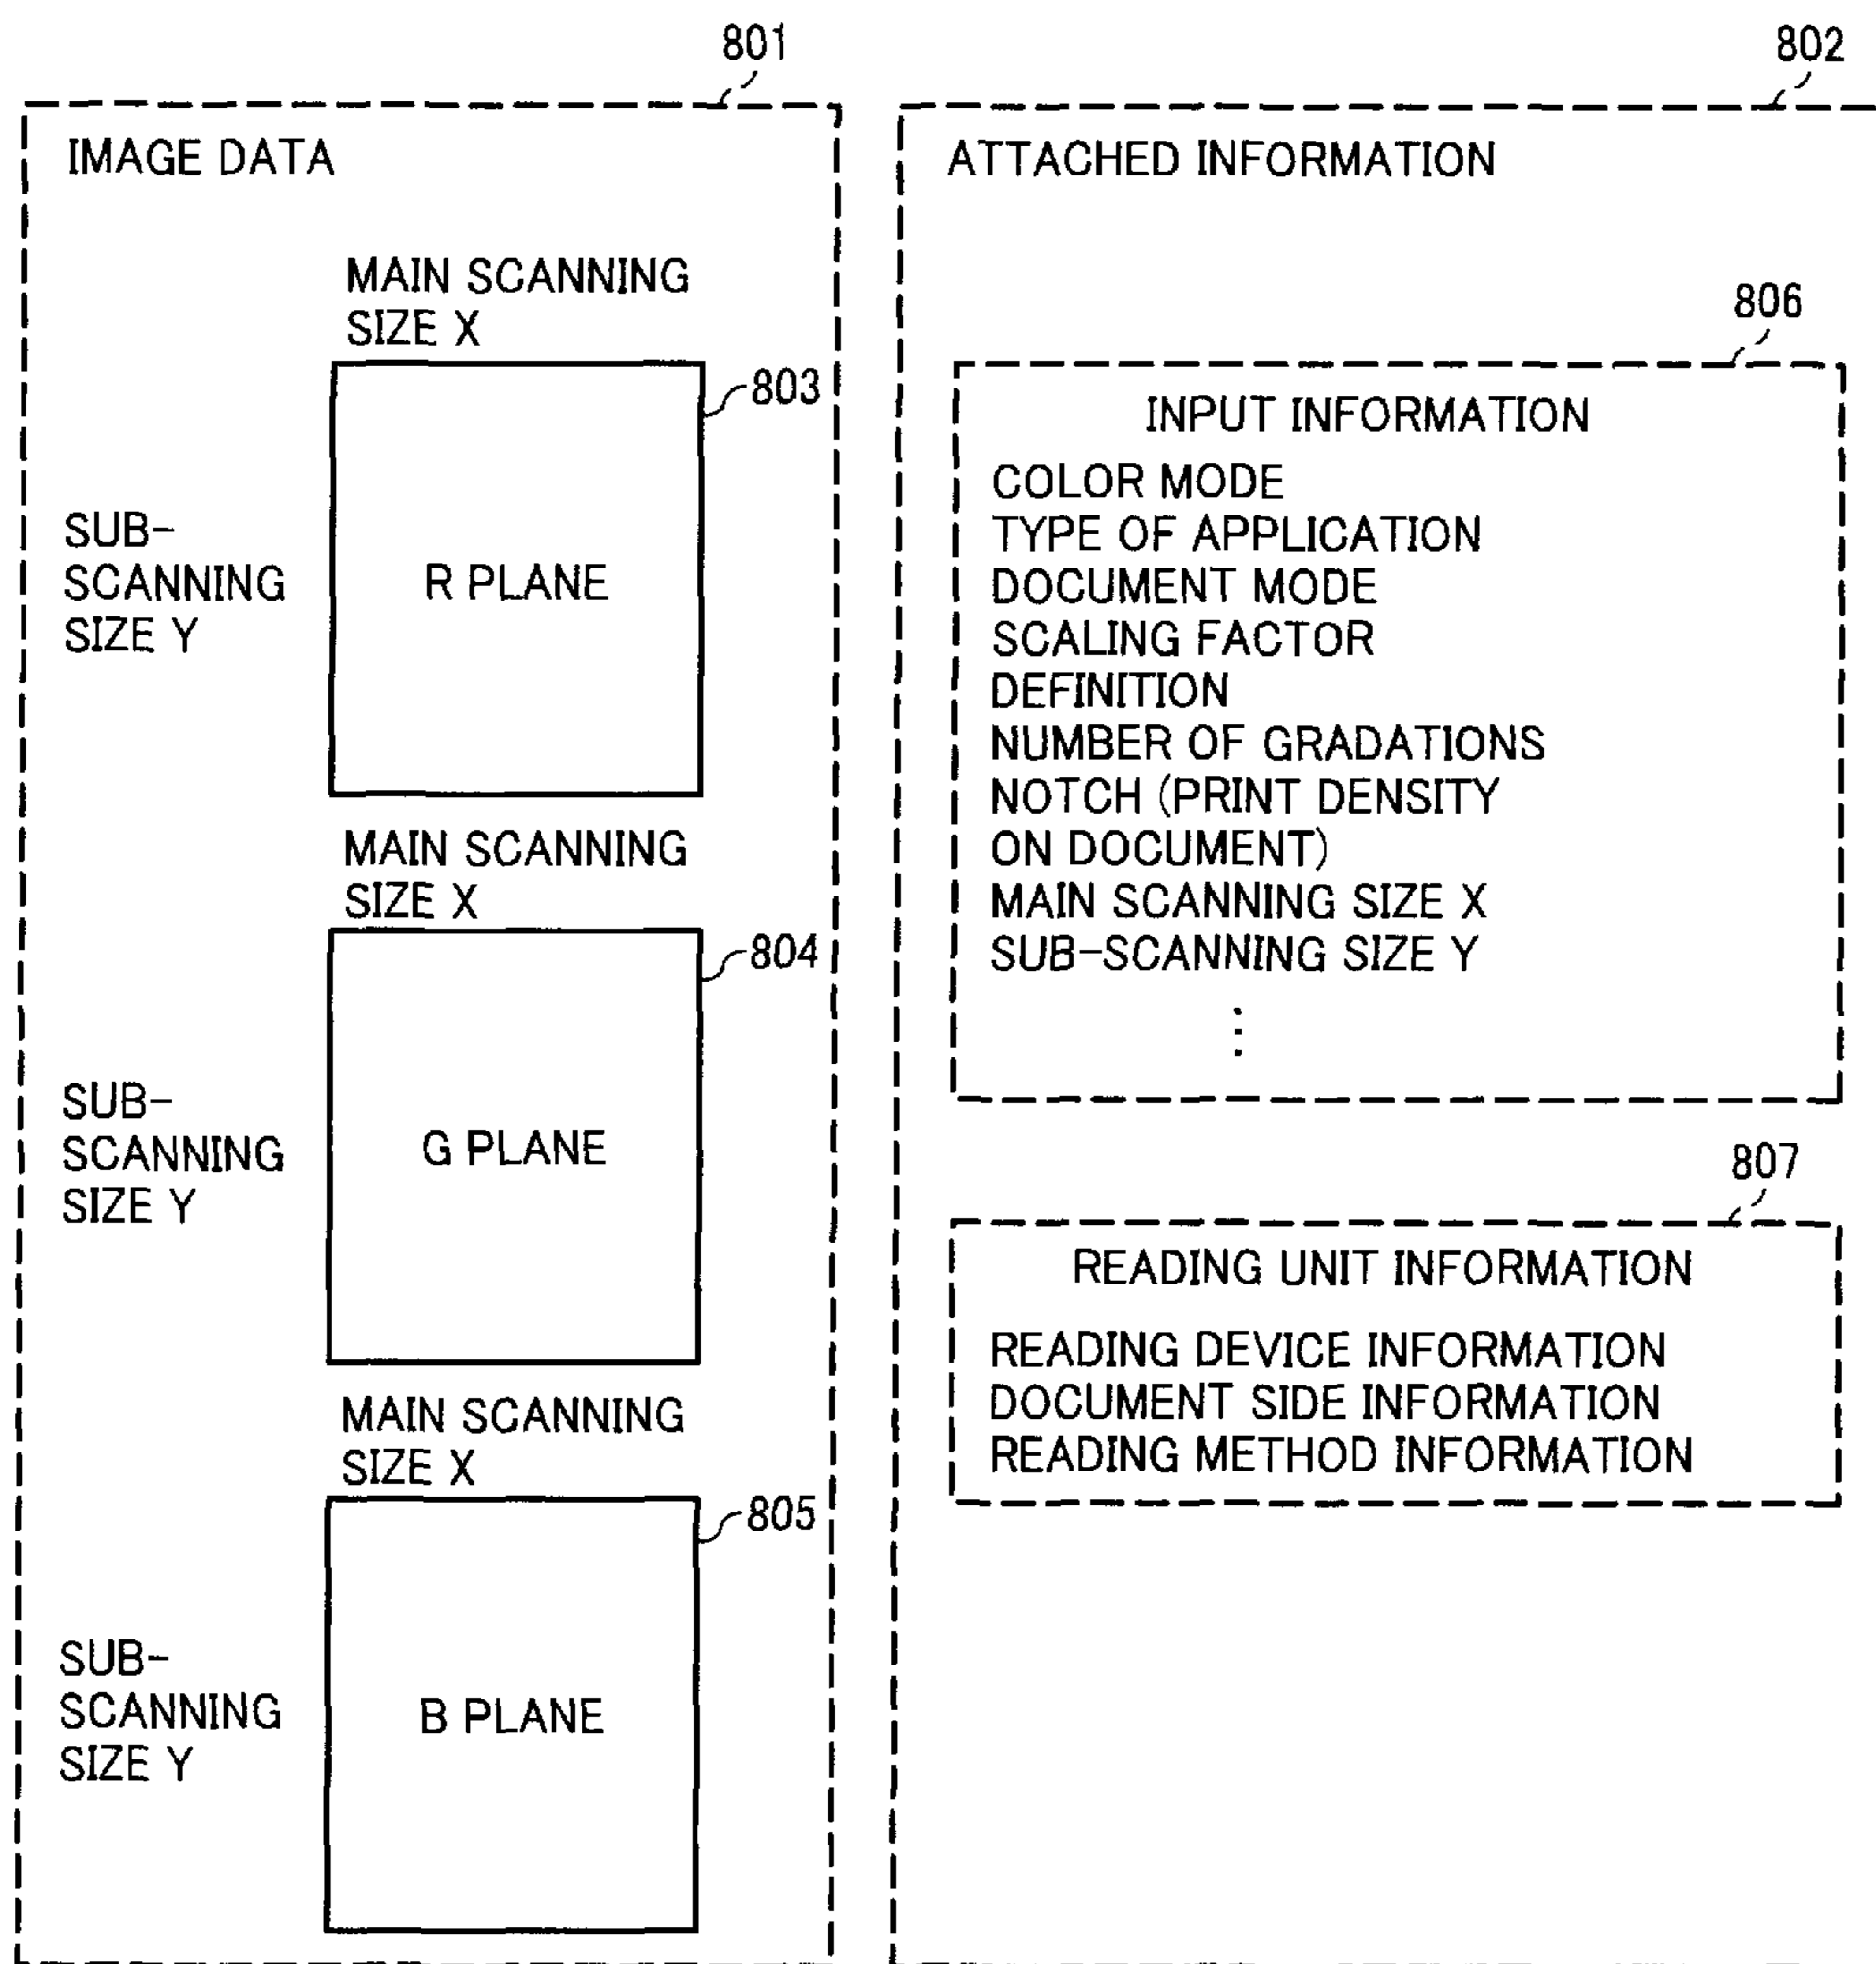 801
IMAGE DATA
MAIN SCANNING
SIZE X
803
SUB-
SCANNING
SIZE Y
R PLANE
MAIN SCANNING
SIZE X
804
SUB-
SCANNING
SIZE Y
G PLANE
MAIN SCANNING
SIZE X
805
SUB-
SCANNING
SIZE Y
B PLANE
802
ATTACHED INFORMATION
806
INPUT INFORMATION
COLOR MODE
TYPE OF APPLICATION
DOCUMENT MODE
SCALING FACTOR
DEFINITION
NUMBER OF GRADATIONS
NOTCH (PRINT DENSITY
ON DOCUMENT)
MAIN SCANNING SIZE X
SUB-SCANNING SIZE Y
⋮
807
READING UNIT INFORMATION
READING DEVICE INFORMATION
DOCUMENT SIDE INFORMATION
READING METHOD INFORMATION